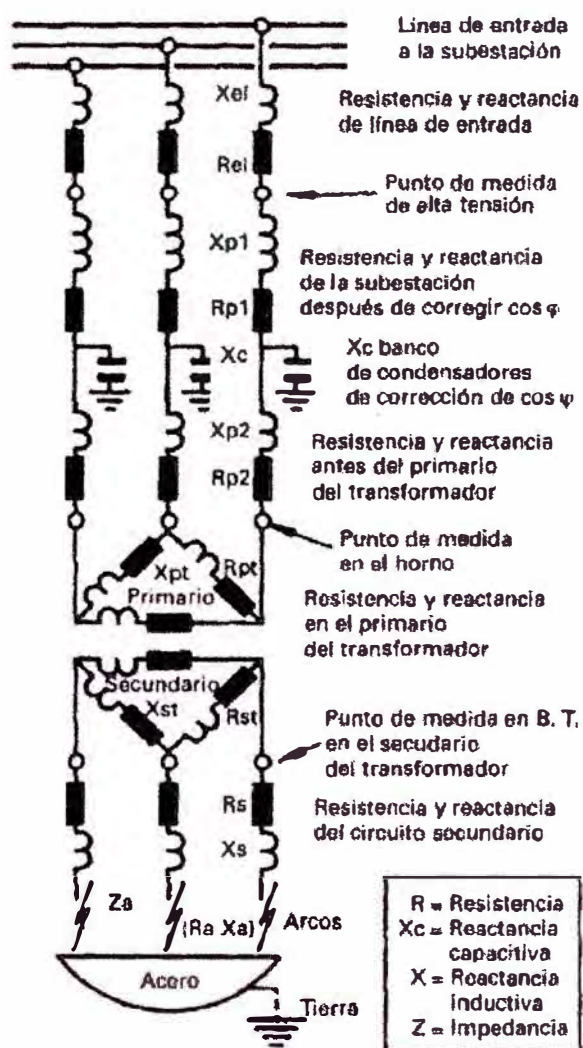 Línea de entrada
a la subestación
Xel
Resistencia y reactancia
de línea de entrada
Rel
Punto de medida
de alta tensión
Xp1
Resistencia y reactancia
de la subestación
después de corregir cos φ
Rp1
Xc
Xc banco
de condensadores
de corrección de cos φ
Xp2
Resistencia y reactancia
antes del primario
del transformador
Rp2
Punto de medida
en el horno
Xpt
Rpt
Primario
Resistencia y reactancia
en el primario
del transformador
Secundario
Xst
Rst
Punto de medida en B. T.
en el secudario
del transformador
Rs
Resistencia y reactancia
del circuito secundario
Xs
Za
(Ra Xa)
Arcos
Acero
Tierra
R = Resistencia
Xc = Reactancia
capacitiva
X = Reactancia
inductiva
Z = Impedancia